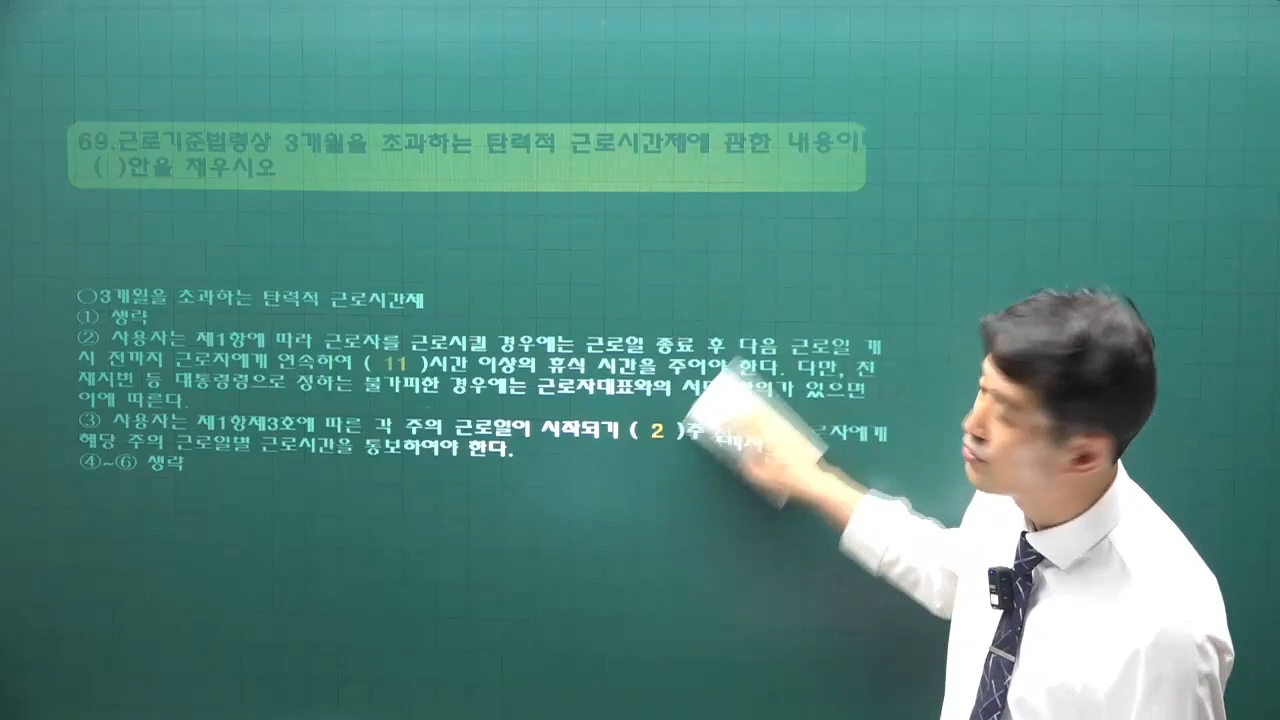 69.근로기준법령상 3개월을 초과하는 탄력적 근로시간제에 관한 내용이
( )안을 채우시오
○3개월을 초과하는 탄력적 근로시간제
① 생략
② 사용자는 제1항에 따라 근로자를 근로시킬 경우에는 근로일 종료 후 다음 근로일 개
시 전까지 근로자에게 연속하여 ( 11 )시간 이상의 휴식 시간을 주어야 한다. 다만, 천
재지변 등 대통령령으로 정하는 불가피한 경우에는 근로자대표와의 있으면
이에 따른다.
③ 사용자는 제1항제3호에 따른 각 주의 근로일이 시작되기 ( 2 )주
해당 주의 근로일별 근로시간을 통보하여야 한다.
④~⑥ 생략